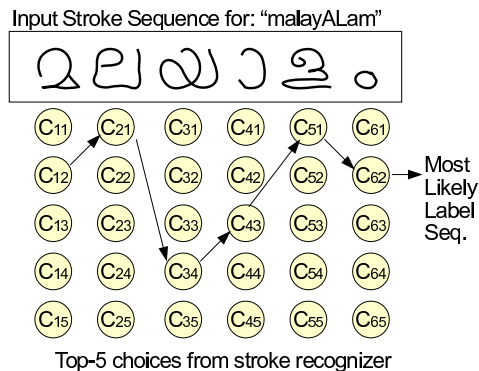 Input Stroke Sequence for: “malayALam”
മലയാളം
C11 C21 C31 C41 C51 C61
C12 C22 C32 C42 C52 C62
C13 C23 C33 C43 C53 C63
C14 C24 C34 C44 C54 C64
C15 C25 C35 C45 C55 C65
Most
Likely
Label
Seq.
Top-5 choices from stroke recognizer